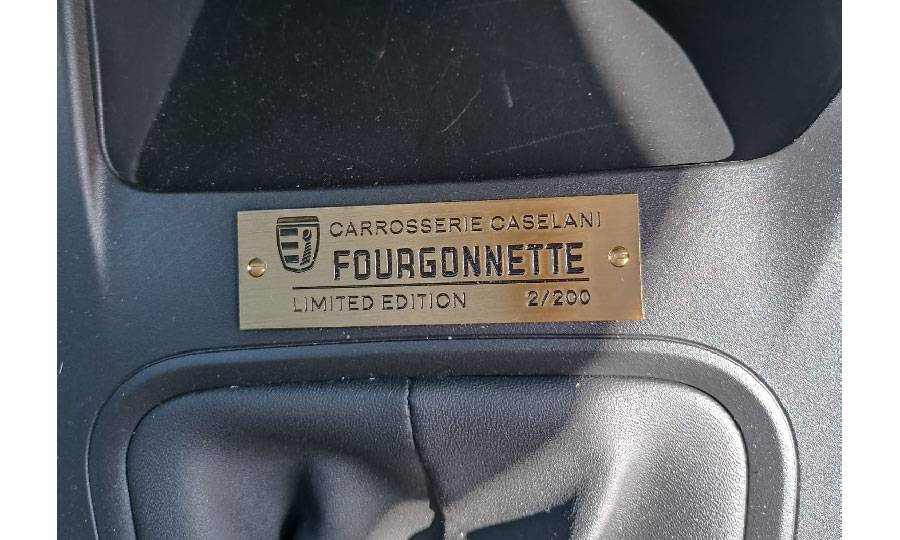 CARROSSERIE CASELANI
FOURGONNETTE
LIMITED EDITION 2/200